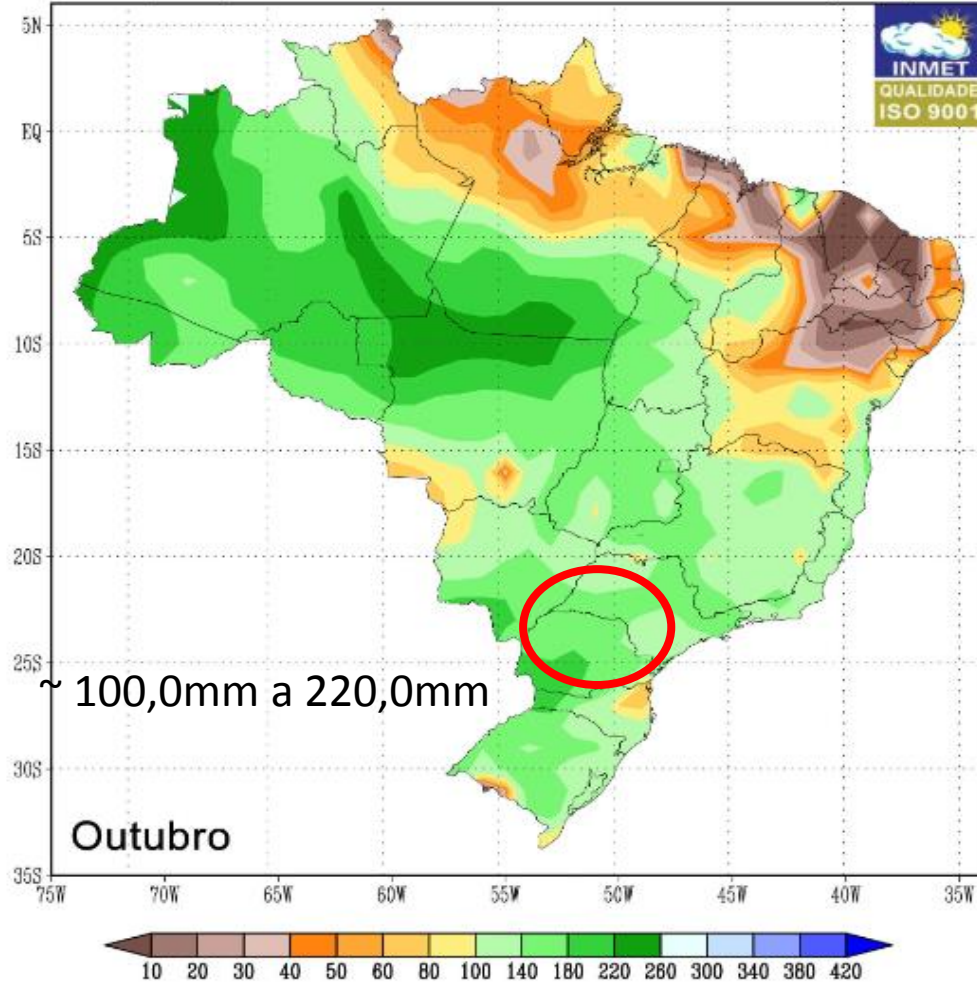 5N
INMET
QUALIDADE
ISO 9001
EQ
5S
10S
15S
20S
25S
~ 100,0mm a 220,0mm
30S
Outubro
35S
75W 70W 65W 60W 55W 50W 45W 40W 35W
10 20 30 40 50 60 80 100 140 180 220 260 300 340 380 420